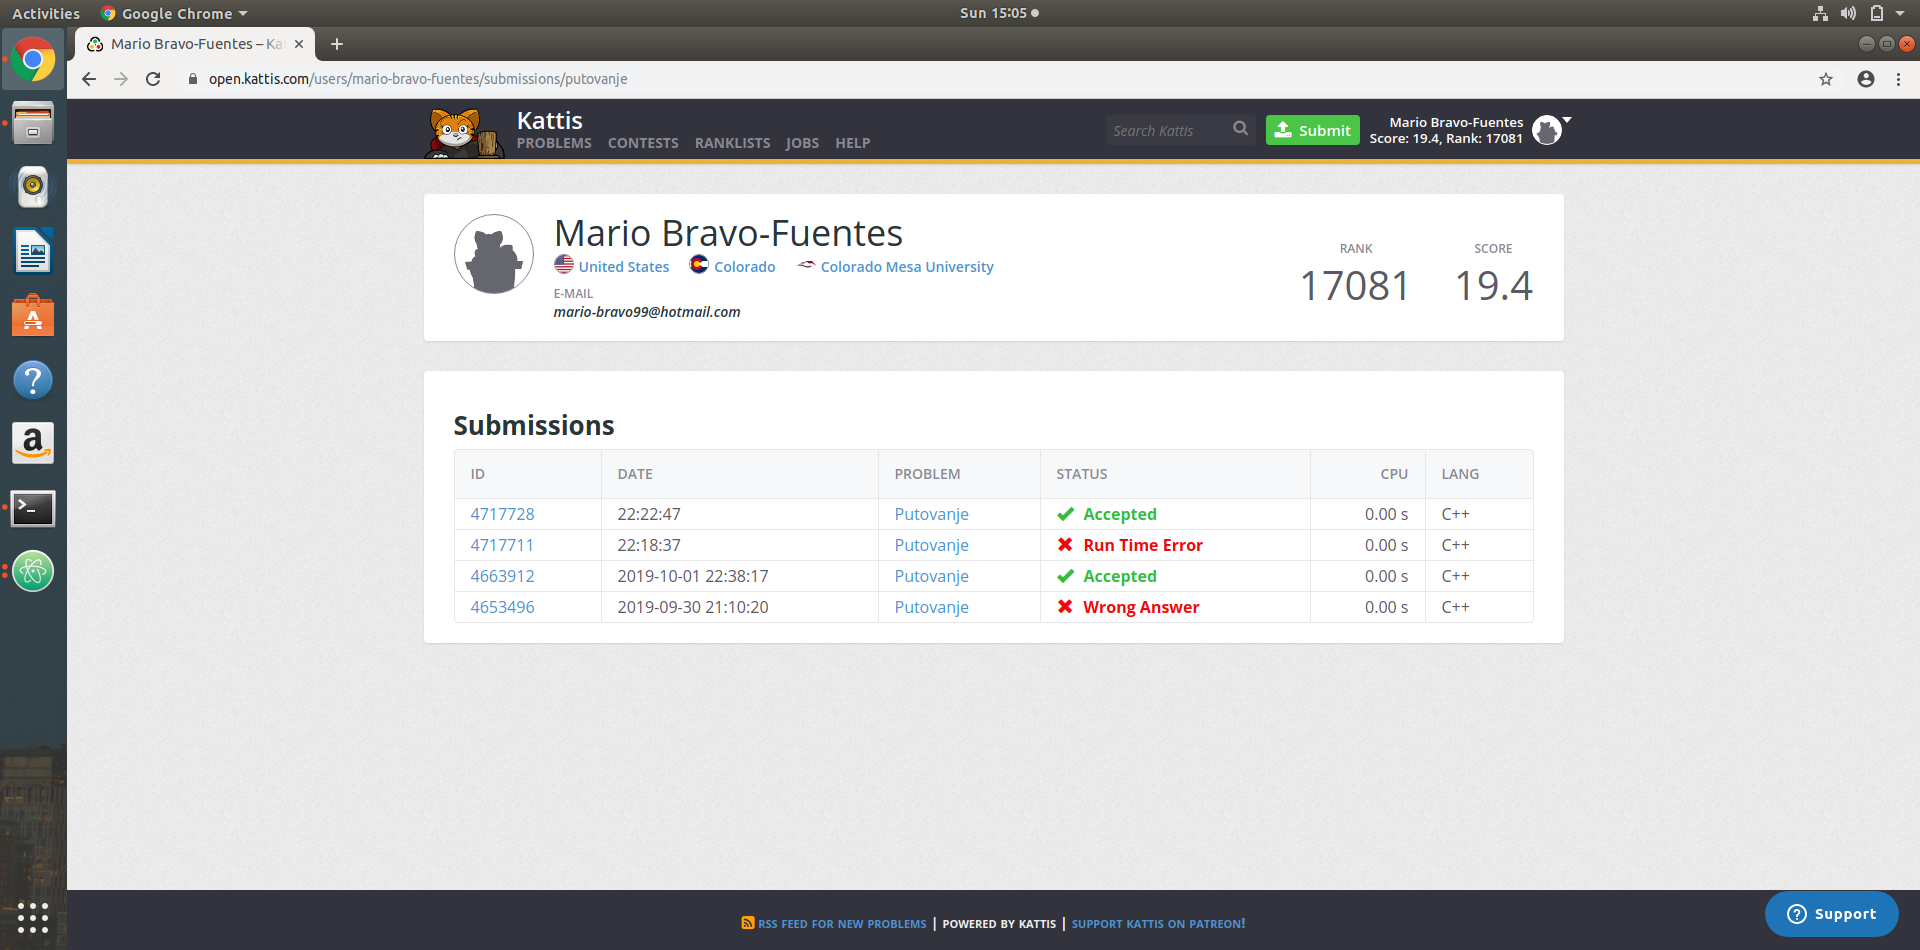 Activities Google Chrome Sun 15:05
Mario Bravo-Fuentes – Ka
open.kattis.com/users/mario-bravo-fuentes/submissions/putovanje
Kattis
PROBLEMS CONTESTS RANKLISTS JOBS HELP
Search Kattis
Submit
Mario Bravo-Fuentes
Score: 19.4, Rank: 17081
Mario Bravo-Fuentes
United States Colorado Colorado Mesa University
E-MAIL
mario-bravo99@hotmail.com
RANK SCORE
17081 19.4
Submissions
ID DATE PROBLEM STATUS CPU LANG
4717728 22:22:47 Putovanje Accepted 0.00 s C++
4717711 22:18:37 Putovanje Run Time Error 0.00 s C++
4663912 2019-10-01 22:38:17 Putovanje Accepted 0.00 s C++
4653496 2019-09-30 21:10:20 Putovanje Wrong Answer 0.00 s C++
RSS FEED FOR NEW PROBLEMS | POWERED BY KATTIS | SUPPORT KATTIS ON PATREON!
Support